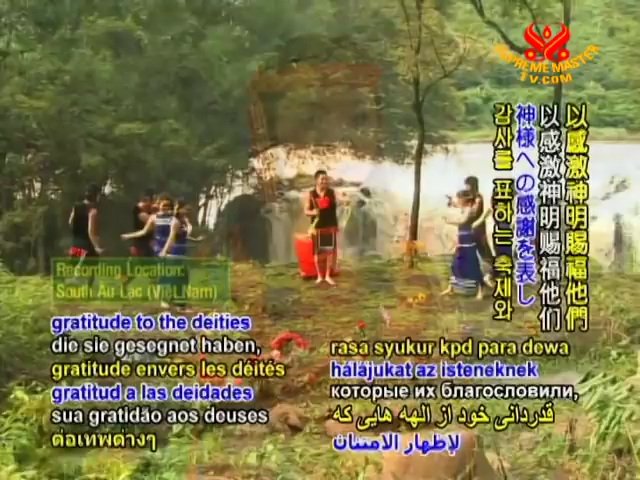 SUPREME MASTER
TV.COM
以感激神明賜福他們
以感激神明赐福他们
神様への感謝を表し
감사를 표하는 축제와
Recording Location:
South Au Lac (VietNam)
gratitude to the deities
die sie gesegnet haben,
gratitude envers les déités
gratitud a las deidades
sua gratidão aos deuses
ต่อเทพต่างๆ
rasa syukur kpd para dewa
hálájukat az isteneknek
которые их благословили,
قدردانی خود از الهه هایی که
لإظهار الامتنان